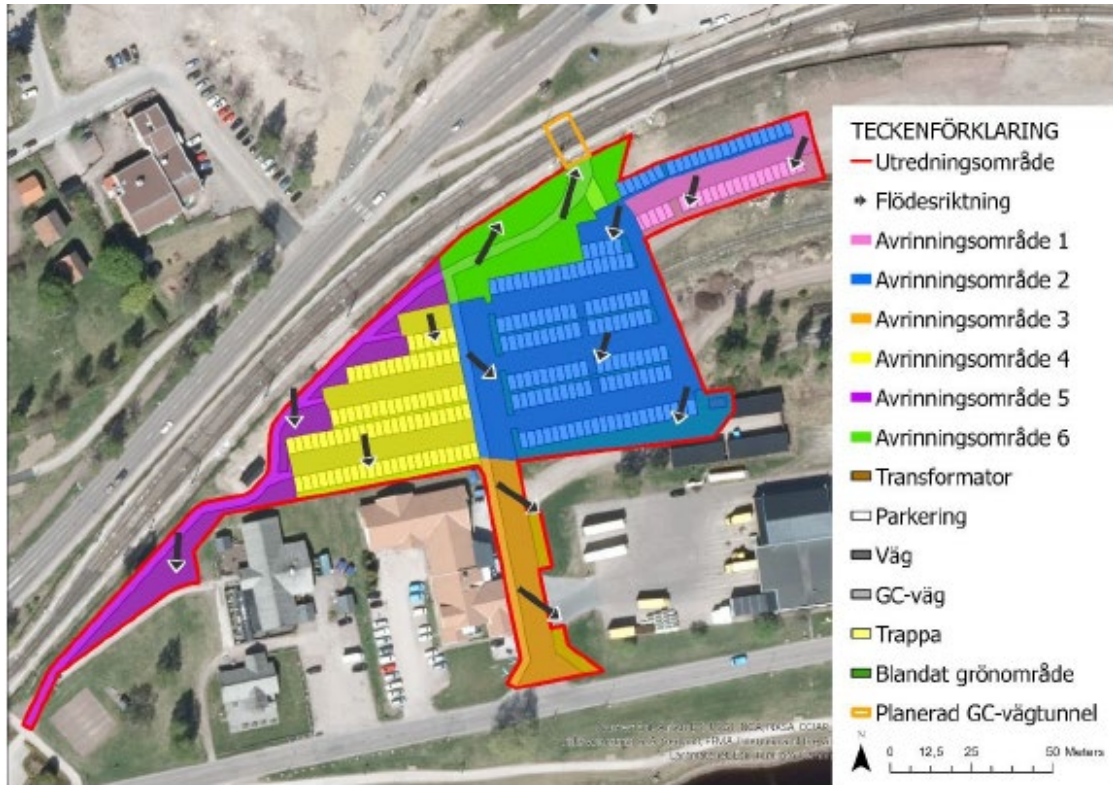 TECKENFÖRKLARING
Utredningsområde
Flödesriktning
Avrinningsområde 1
Avrinningsområde 2
Avrinningsområde 3
Avrinningsområde 4
Avrinningsområde 5
Avrinningsområde 6
Transformator
Parkering
Väg
GC-väg
Trappa
Blandat grönområde
Planerad GC-vägtunnel
N
0 12,5 25 50 Meters